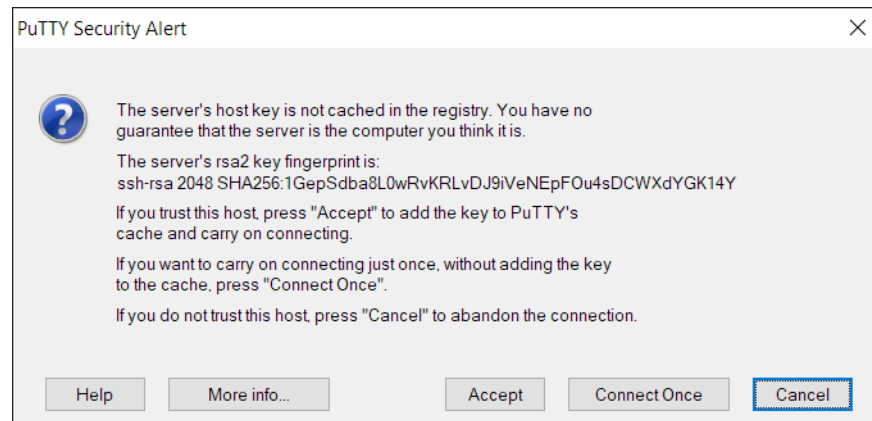 PuTTY Security Alert
The server's host key is not cached in the registry. You have no
guarantee that the server is the computer you think it is.
The server's rsa2 key fingerprint is:
ssh-rsa 2048 SHA256:1GepSdba8L0wRvKRLvDJ9iVeNEpFOu4sDCWXdYGK14Y
If you trust this host, press "Accept" to add the key to PuTTY's
cache and carry on connecting.
If you want to carry on connecting just once, without adding the key
to the cache, press "Connect Once".
If you do not trust this host, press "Cancel" to abandon the connection.
Help More info... Accept Connect Once Cancel